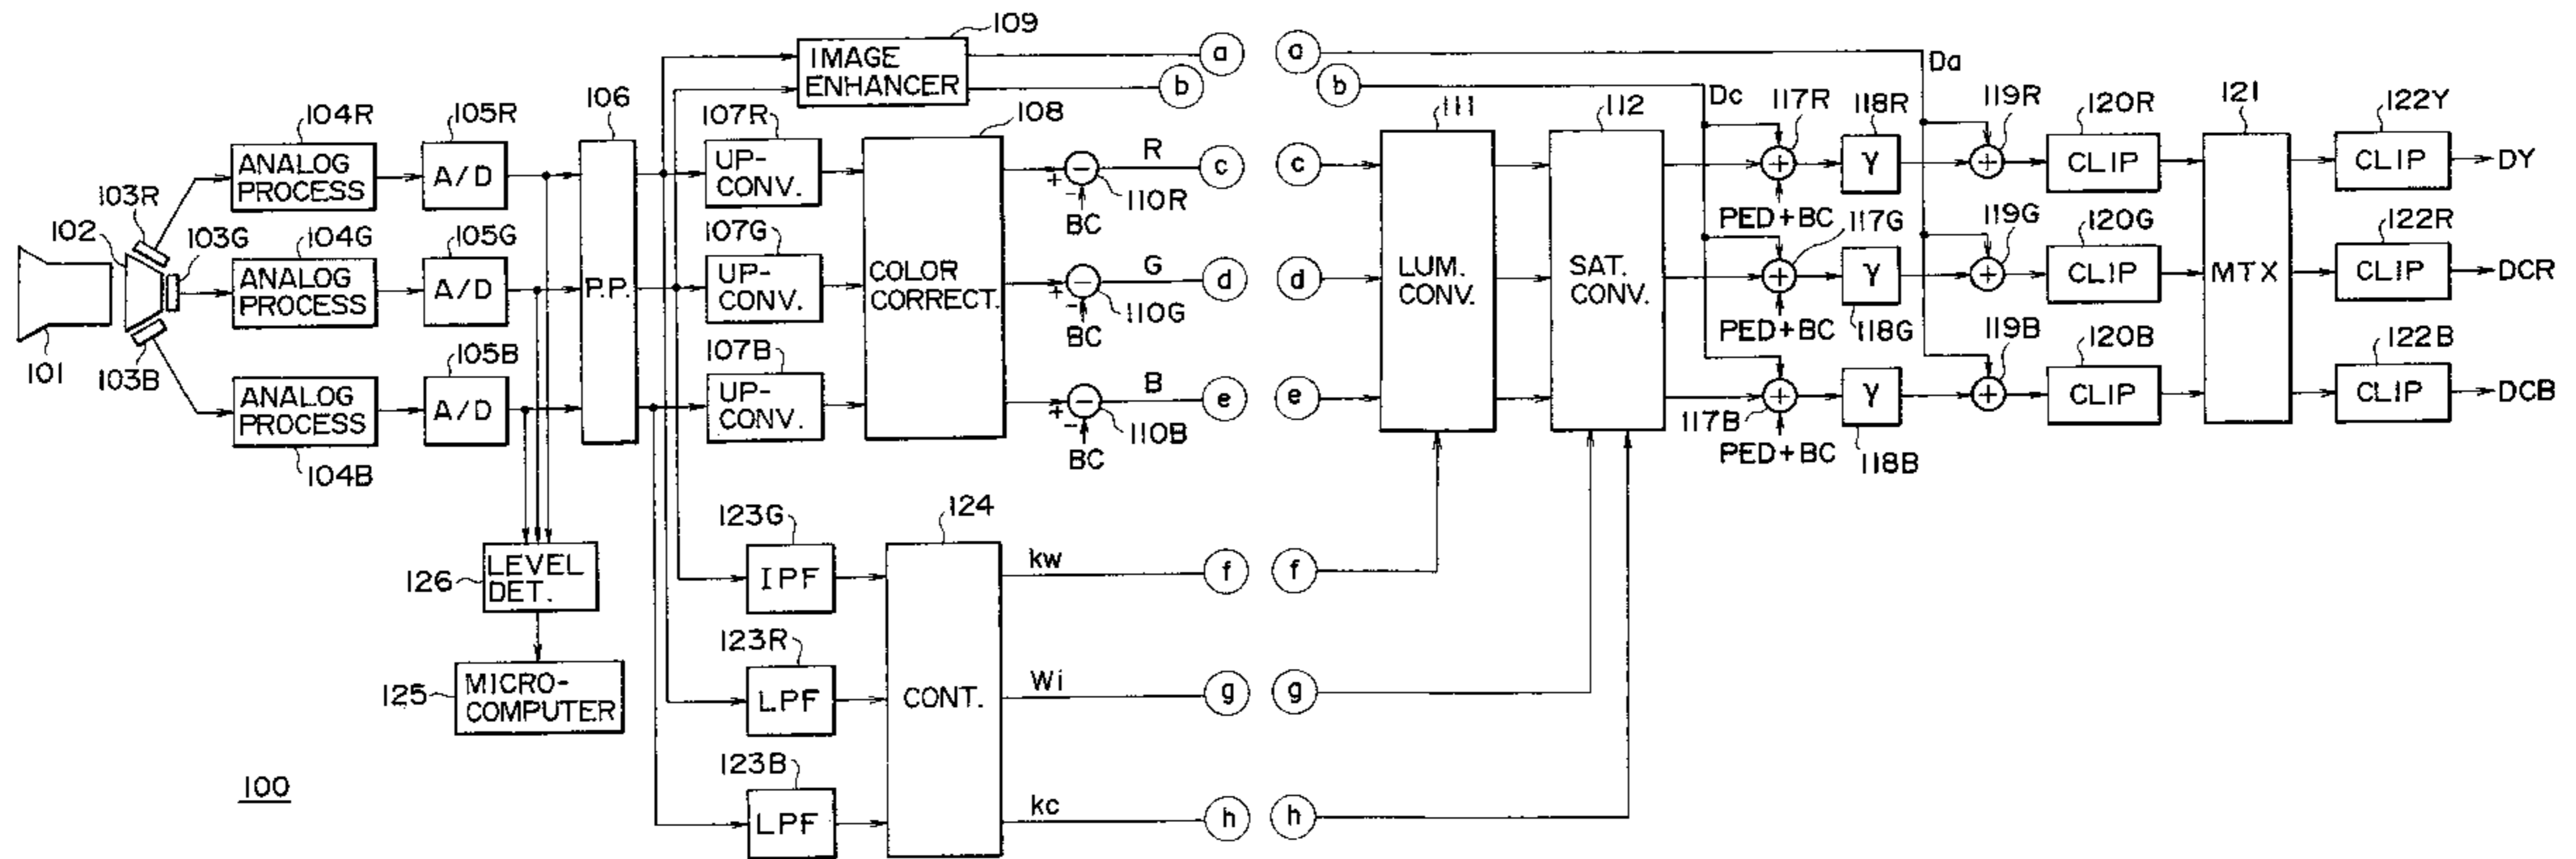 109
IMAGE
ENHANCER
a
b
a
b
Da
Dc
106
104R
105R
107R
108
111
112
117R
118R
119R
120R
121
122Y
ANALOG
PROCESS
A/D
UP-
CONV.
R
c
c
+
-
BC
110R
+
PED+BC
γ
+
CLIP
CLIP
DY
103R
102
103G
104G
105G
107G
117G
119G
120G
122R
ANALOG
PROCESS
A/D
P.P.
UP-
CONV.
COLOR
CORRECT.
G
d
d
+
-
BC
110G
LUM.
CONV.
SAT.
CONV.
+
PED+BC
γ
118G
+
CLIP
MTX
CLIP
DCR
101
103B
105B
107B
119B
120B
122B
ANALOG
PROCESS
104B
A/D
UP-
CONV.
B
e
e
+
-
BC
110B
117B
+
PED+BC
γ
118B
+
CLIP
CLIP
DCB
126
LEVEL
DET.
125
MICRO-
COMPUTER
123G
IPF
124
kw
f
f
123R
LPF
CONT.
Wi
g
g
123B
LPF
kc
h
h
100